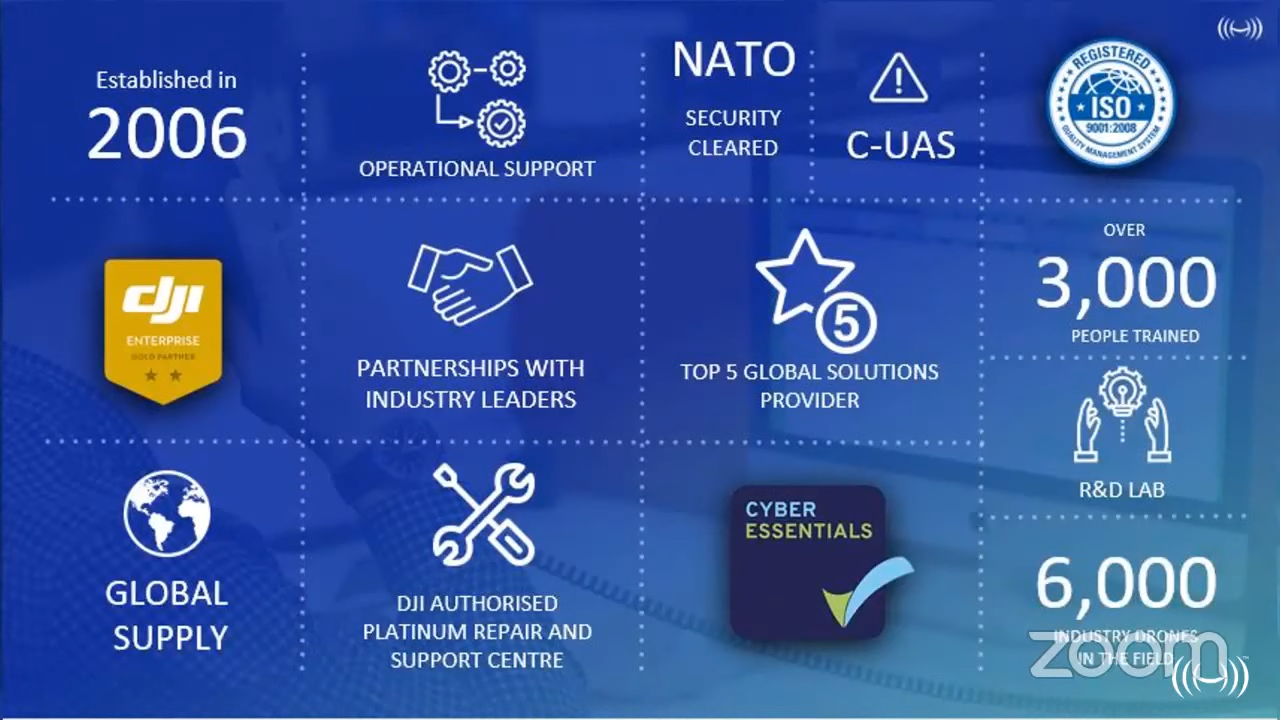 Established in
2006
OPERATIONAL SUPPORT
NATO
SECURITY
CLEARED
C-UAS
REGISTERED
ISO
9001:2008
QUALITY MANAGEMENT SYSTEM
dji
ENTERPRISE
GOLD PARTNER
PARTNERSHIPS WITH
INDUSTRY LEADERS
5
TOP 5 GLOBAL SOLUTIONS
PROVIDER
OVER
3,000
PEOPLE TRAINED
R&D LAB
GLOBAL
SUPPLY
DJI AUTHORISED
PLATINUM REPAIR AND
SUPPORT CENTRE
CYBER
ESSENTIALS
6,000
INDUSTRY DRONES
IN THE FIELD
zoom